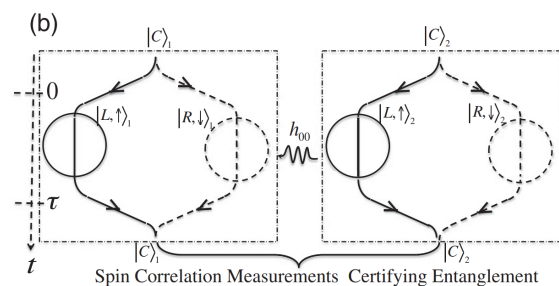 (b)
|C⟩₁ |C⟩₂
0
|L,↑⟩₁ |R,↓⟩₁ h₀₀ |L,↑⟩₂ |R,↓⟩₂
τ
t
|C⟩₁ |C⟩₂
Spin Correlation Measurements Certifying Entanglement